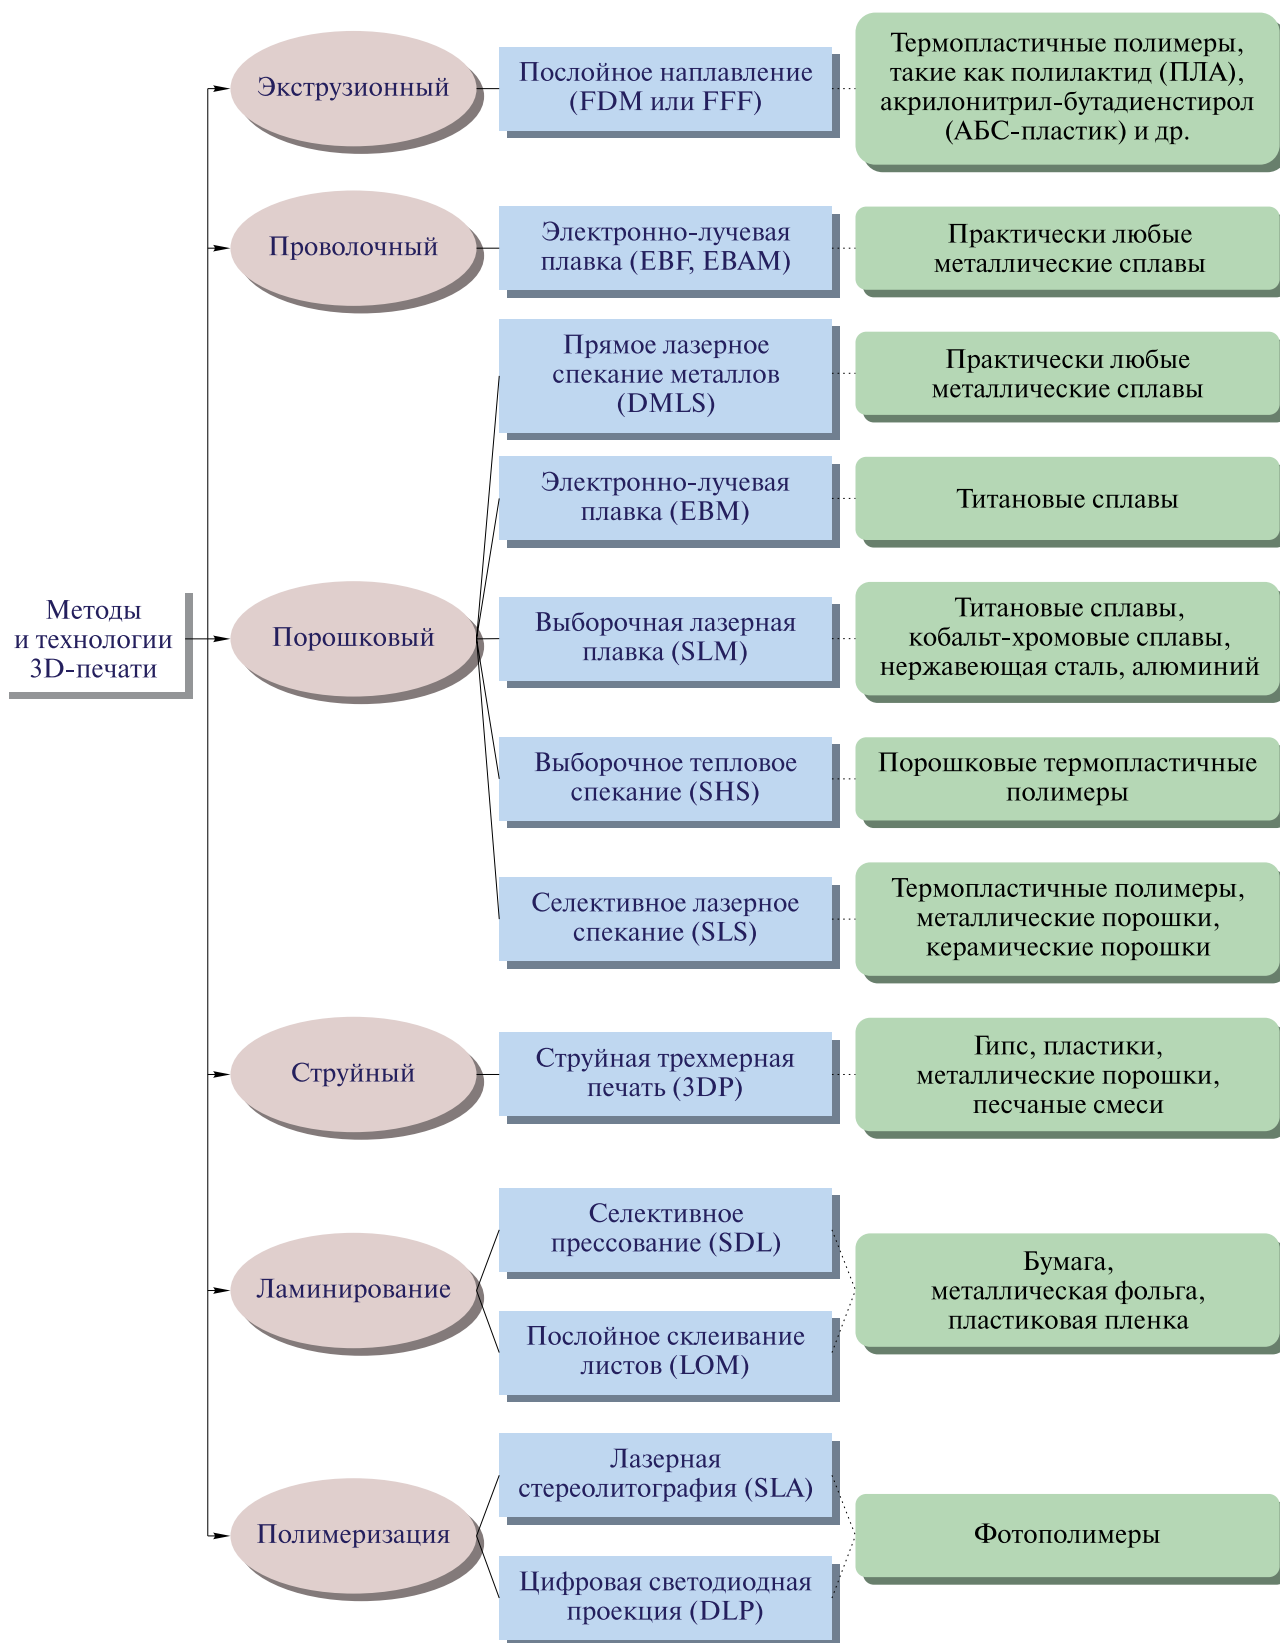 Методы
и технологии
3D-печати
Экструзионный
Послойное наплавление
(FDM или FFF)
Термопластичные полимеры,
такие как полилактид (ПЛА),
акрилонитрил-бутадиенстирол
(АБС-пластик) и др.
Проволочный
Электронно-лучевая
плавка (EBF, EBAM)
Практически любые
металлические сплавы
Порошковый
Прямое лазерное
спекание металлов
(DMLS)
Практически любые
металлические сплавы
Электронно-лучевая
плавка (EBM)
Титановые сплавы
Выборочная лазерная
плавка (SLM)
Титановые сплавы,
кобальт-хромовые сплавы,
нержавеющая сталь, алюминий
Выборочное тепловое
спекание (SHS)
Порошковые термопластичные
полимеры
Селективное лазерное
спекание (SLS)
Термопластичные полимеры,
металлические порошки,
керамические порошки
Струйный
Струйная трехмерная
печать (3DP)
Гипс, пластики,
металлические порошки,
песчаные смеси
Ламинирование
Селективное
прессование (SDL)
Послойное склеивание
листов (LOM)
Бумага,
металлическая фольга,
пластиковая пленка
Полимеризация
Лазерная
стереолитография (SLA)
Цифровая светодиодная
проекция (DLP)
Фотополимеры